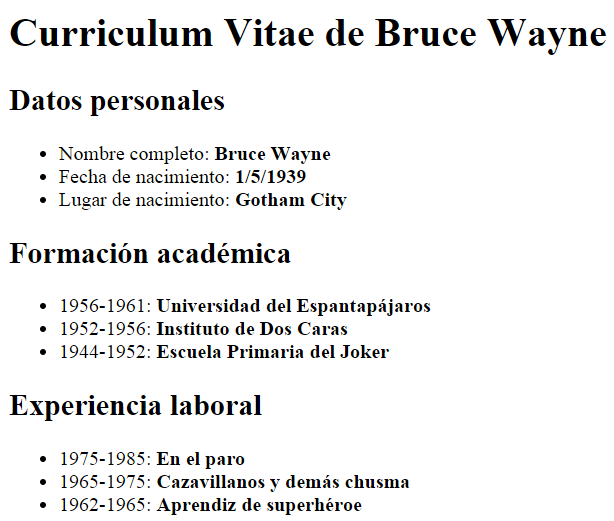 Curriculum Vitae de Bruce Wayne
Datos personales
• Nombre completo: Bruce Wayne
• Fecha de nacimiento: 1/5/1939
• Lugar de nacimiento: Gotham City
Formación académica
• 1956-1961: Universidad del Espantapájaros
• 1952-1956: Instituto de Dos Caras
• 1944-1952: Escuela Primaria del Joker
Experiencia laboral
• 1975-1985: En el paro
• 1965-1975: Cazavillanos y demás chusma
• 1962-1965: Aprendiz de superhéroe